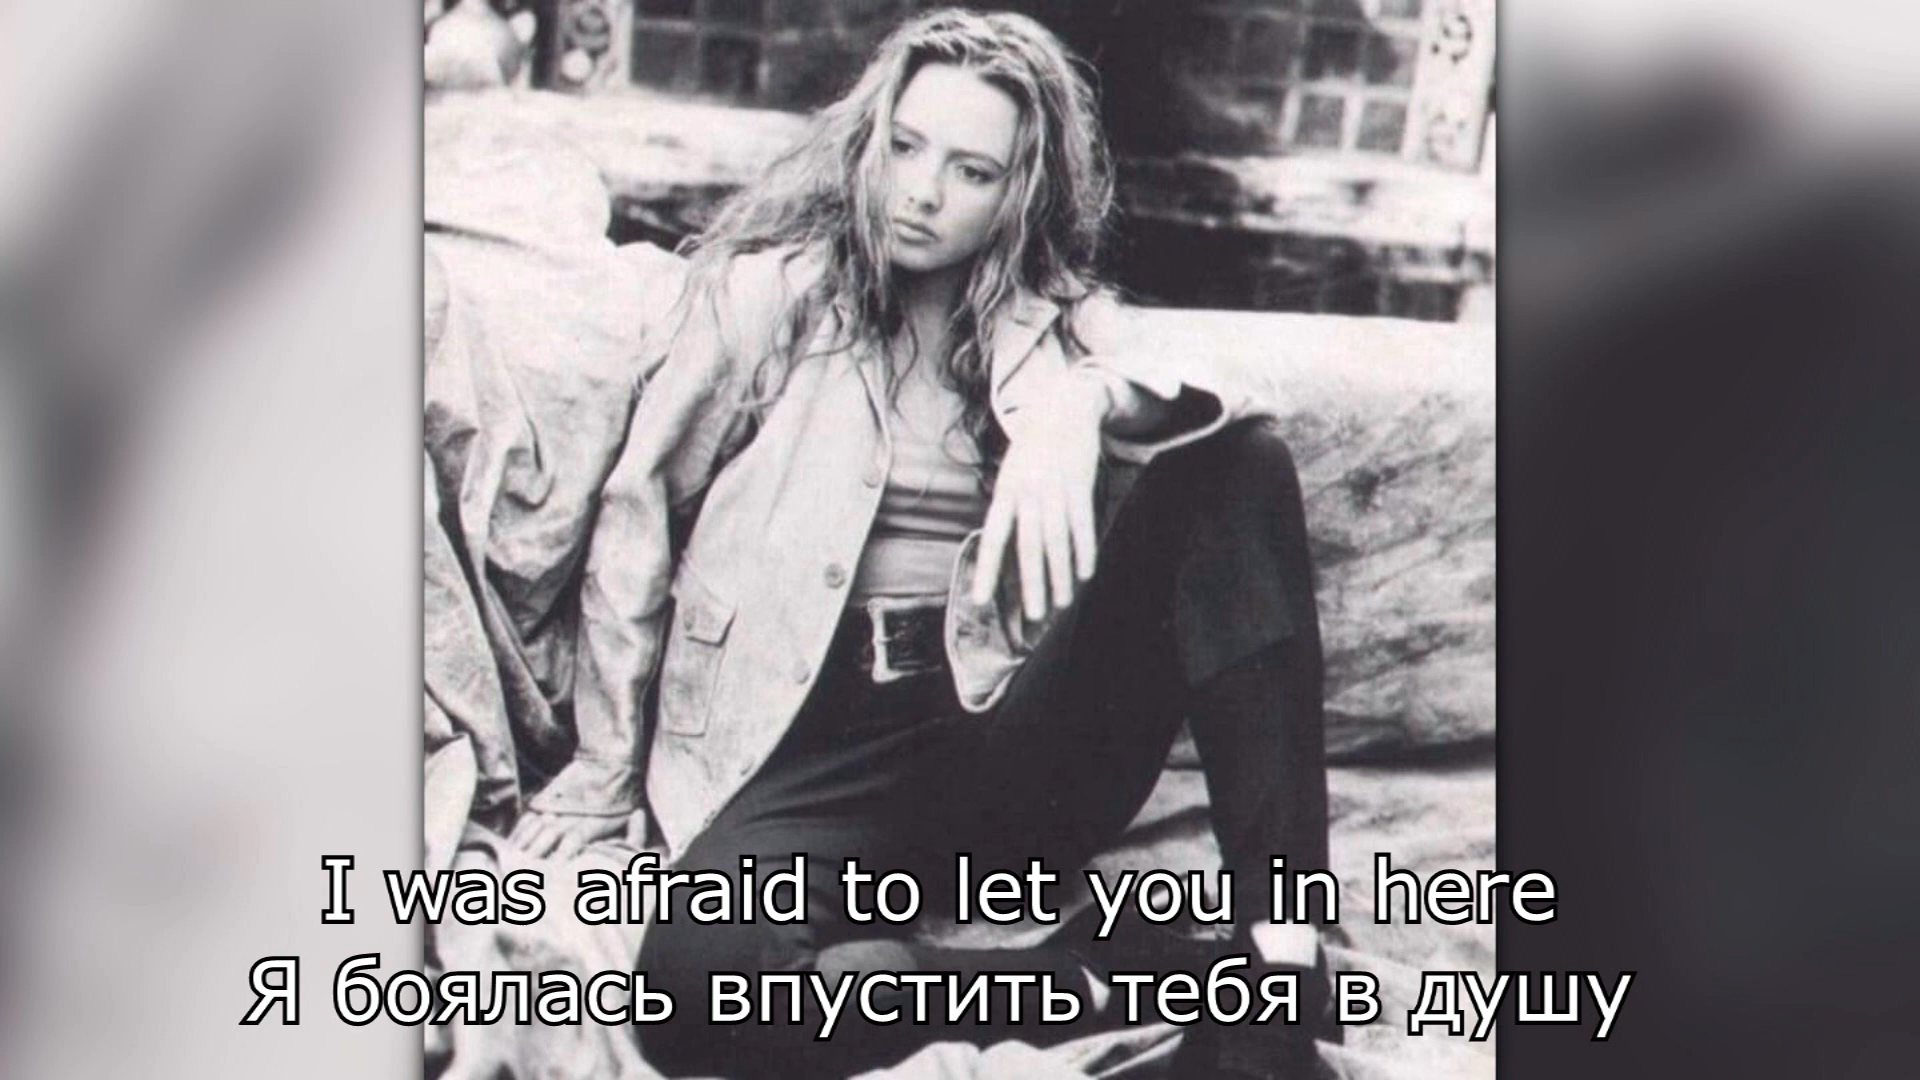 I was afraid to let you in here
Я боялась впустить тебя в душу